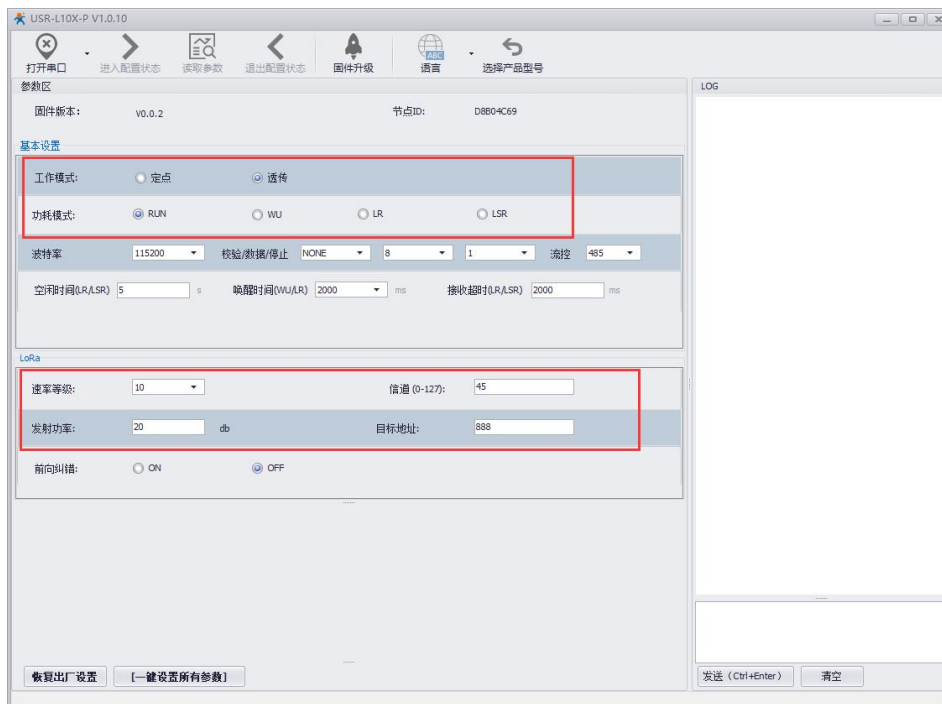 USR-L10X-P V1.0.10
打开串口 进入配置状态 读取参数 退出配置状态 固件升级 ABC 语言 选择产品型号
参数区 LOG
固件版本: V0.0.2 节点ID: D8B04C69
基本设置
工作模式: 定点 透传
功耗模式: RUN WU LR LSR
波特率 115200 校验/数据/停止 NONE 8 1 流控 485
空闲时间(LR/LSR) 5 s 唤醒时间(WU/LR) 2000 ms 接收超时(LR/LSR) 2000 ms
LoRa
速率等级: 10 信道 (0-127): 45
发射功率: 20 db 目标地址: 888
前向纠错: ON OFF
恢复出厂设置 [一键设置所有参数] 发送 (Ctrl+Enter) 清空